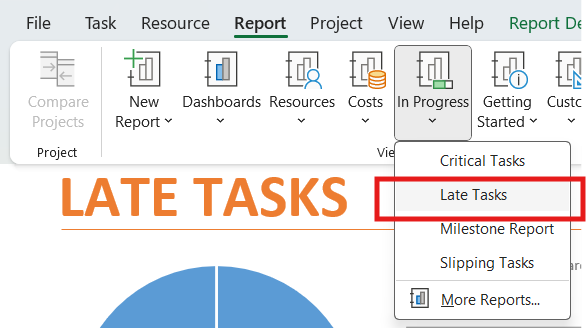 File Task Resource Report Project View Help Report De
Compare Projects
New Report
Dashboards
Resources
Costs
In Progress
Getting Started
Custo
Project
Vie
LATE TASKS
Critical Tasks
Late Tasks
Milestone Report
Slipping Tasks
More Reports...